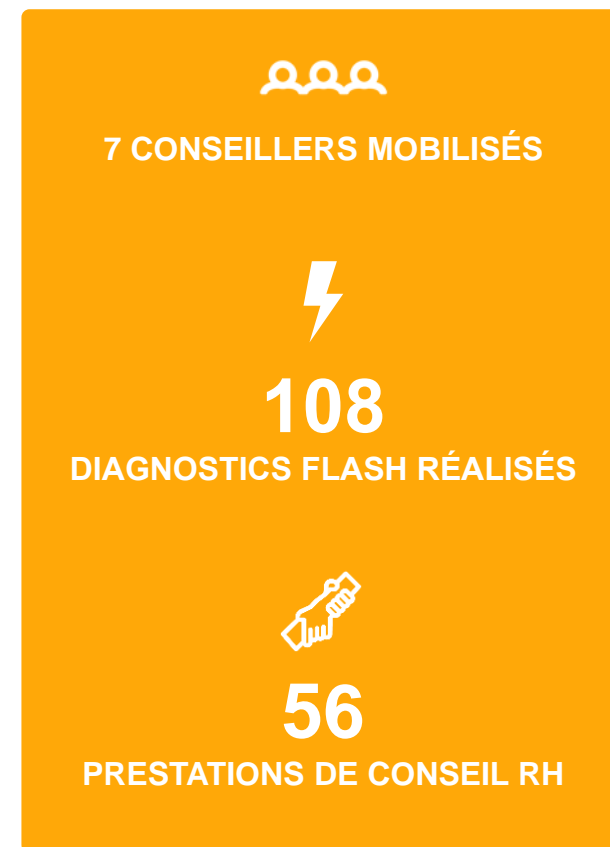 7 CONSEILLERS MOBILISÉS
108
DIAGNOSTICS FLASH RÉALISÉS
56
PRESTATIONS DE CONSEIL RH